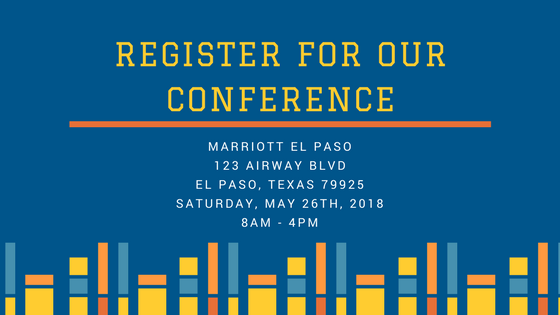 REGISTER FOR OUR
CONFERENCE
MARRIOTT EL PASO
123 AIRWAY BLVD
EL PASO, TEXAS 79925
SATURDAY, MAY 26TH, 2018
8AM - 4PM